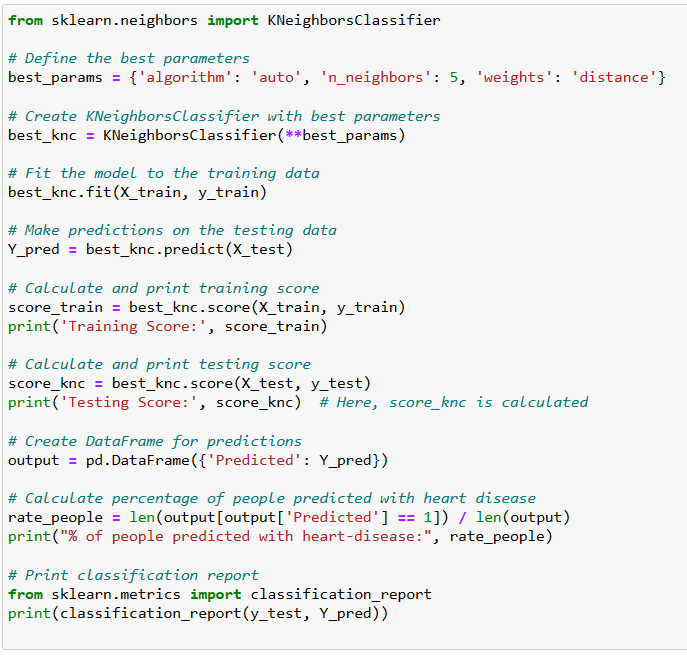 from sklearn.neighbors import KNeighborsClassifier
# Define the best parameters
best_params = {'algorithm': 'auto', 'n_neighbors': 5, 'weights': 'distance'}
# Create KNeighborsClassifier with best parameters
best_knc = KNeighborsClassifier(**best_params)
# Fit the model to the training data
best_knc.fit(X_train, y_train)
# Make predictions on the testing data
Y_pred = best_knc.predict(X_test)
# Calculate and print training score
score_train = best_knc.score(X_train, y_train)
print('Training Score:', score_train)
# Calculate and print testing score
score_knc = best_knc.score(X_test, y_test)
print('Testing Score:', score_knc)  # Here, score_knc is calculated
# Create DataFrame for predictions
output = pd.DataFrame({'Predicted': Y_pred})
# Calculate percentage of people predicted with heart disease
rate_people = len(output[output['Predicted'] == 1]) / len(output)
print("% of people predicted with heart-disease:", rate_people)
# Print classification report
from sklearn.metrics import classification_report
print(classification_report(y_test, Y_pred))